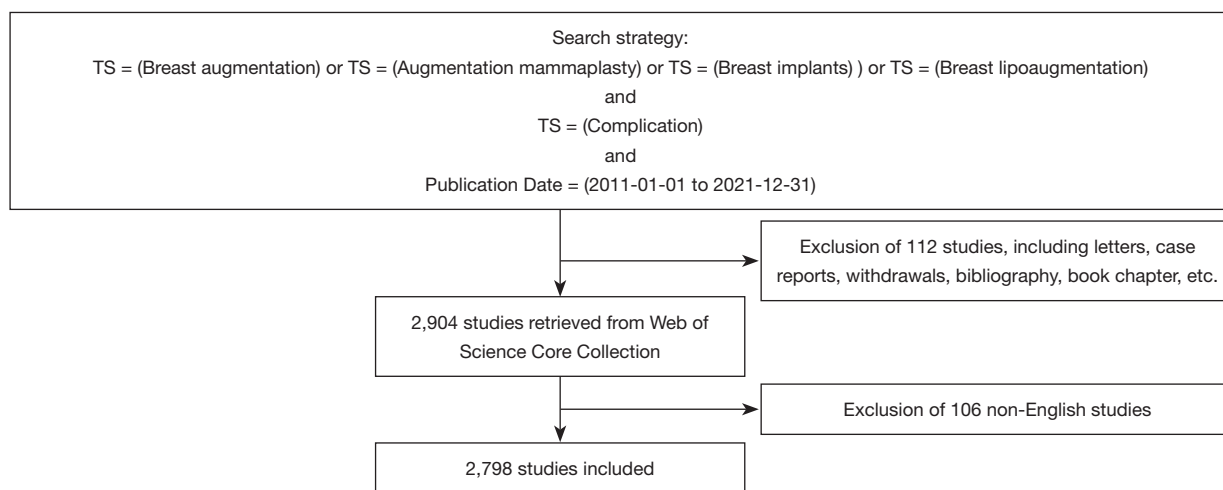 Search strategy:
TS = (Breast augmentation) or TS = (Augmentation mammaplasty) or TS = (Breast implants) ) or TS = (Breast lipoaugmentation)
and
TS = (Complication)
and
Publication Date = (2011-01-01 to 2021-12-31)
Exclusion of 112 studies, including letters, case
reports, withdrawals, bibliography, book chapter, etc.
2,904 studies retrieved from Web of
Science Core Collection
Exclusion of 106 non-English studies
2,798 studies included